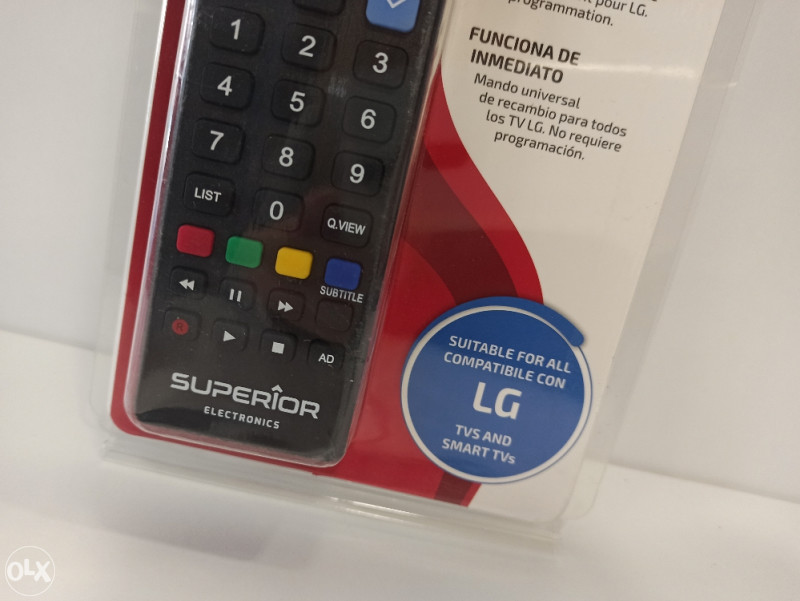 pour LG.
programmation.
FUNCIONA DE
INMEDIATO
Mando universal
de recambio para todos
los TV LG. No requiere
programación.
1
2
3
4
5
6
7
8
9
LIST
0
Q.VIEW
SUBTITLE
R
AD
SUPERIOR
ELECTRONICS
SUITABLE FOR ALL
COMPATIBILE CON
LG
TVS AND
SMART TVs
OLX